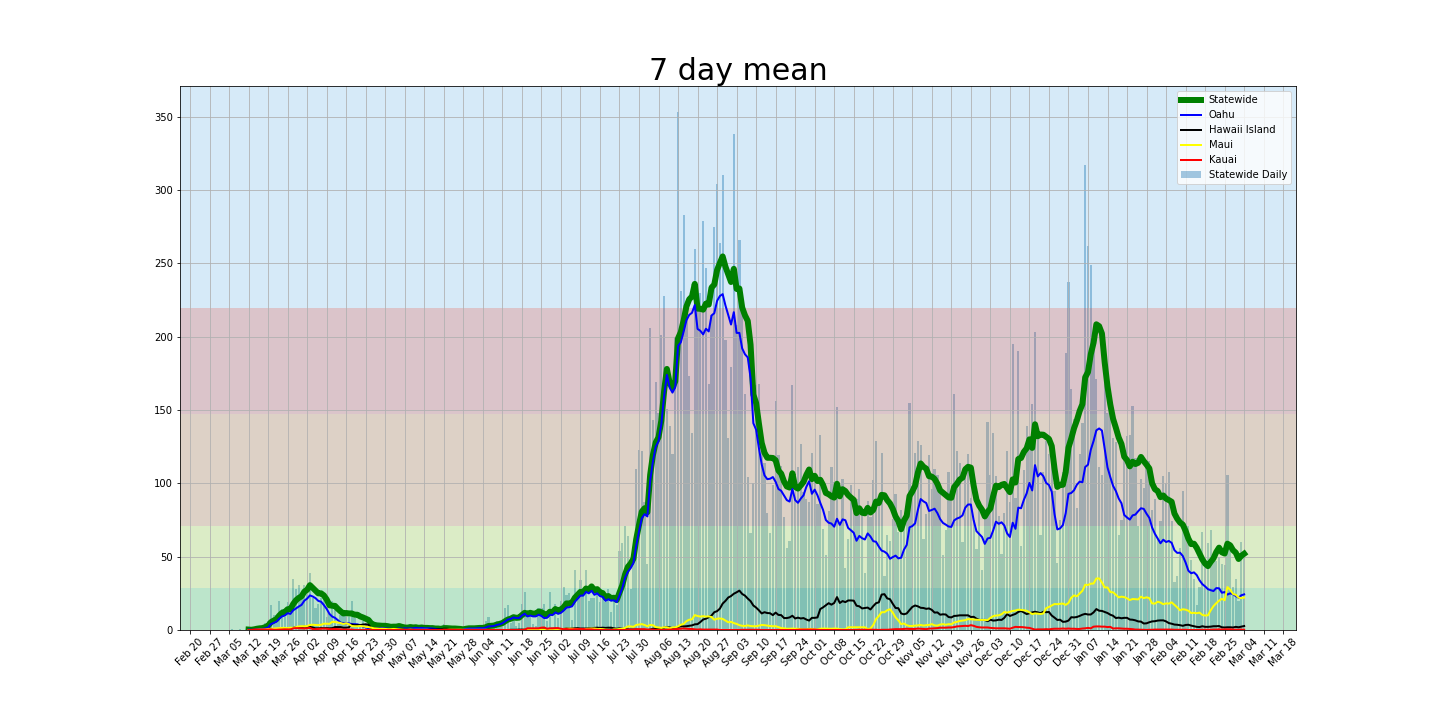 7 day mean
350
300
250
200
150
100
50
0
Statewide
Oahu
Hawaii Island
Maui
Kauai
Statewide Daily
Feb 20
Feb 27
Mar 05
Mar 12
Mar 19
Mar 26
Apr 02
Apr 09
Apr 16
Apr 23
Apr 30
May 07
May 14
May 21
May 28
Jun 04
Jun 11
Jun 18
Jun 25
Jul 02
Jul 09
Jul 16
Jul 23
Jul 30
Aug 06
Aug 13
Aug 20
Aug 27
Sep 03
Sep 10
Sep 17
Sep 24
Oct 01
Oct 08
Oct 15
Oct 22
Oct 29
Nov 05
Nov 12
Nov 19
Nov 26
Dec 03
Dec 10
Dec 17
Dec 24
Dec 31
Jan 07
Jan 14
Jan 21
Jan 28
Feb 04
Feb 11
Feb 18
Feb 25
Mar 04
Mar 11
Mar 18